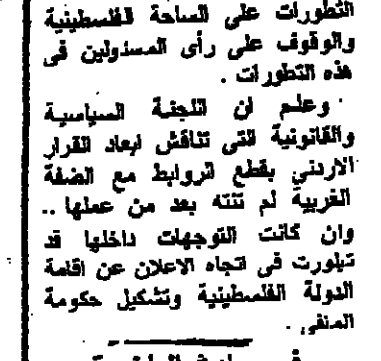 التطورات على الساحة الفلسطينية
والوقوف على رأى المسئولين فى
هذه التطورات .
وعلم ان اللجنة السياسية
والقانونية التى تناقش ابعاد القرار
الاردنى بقطع الروابط مع الضفة
الغربية لم تنته بعد من عملها ..
وان كانت التوجهات داخلها قد
تبلورت فى اتجاه الاعلان عن اقامة
الدولة الفلسطينية وتشكيل حكومة
المنفى .